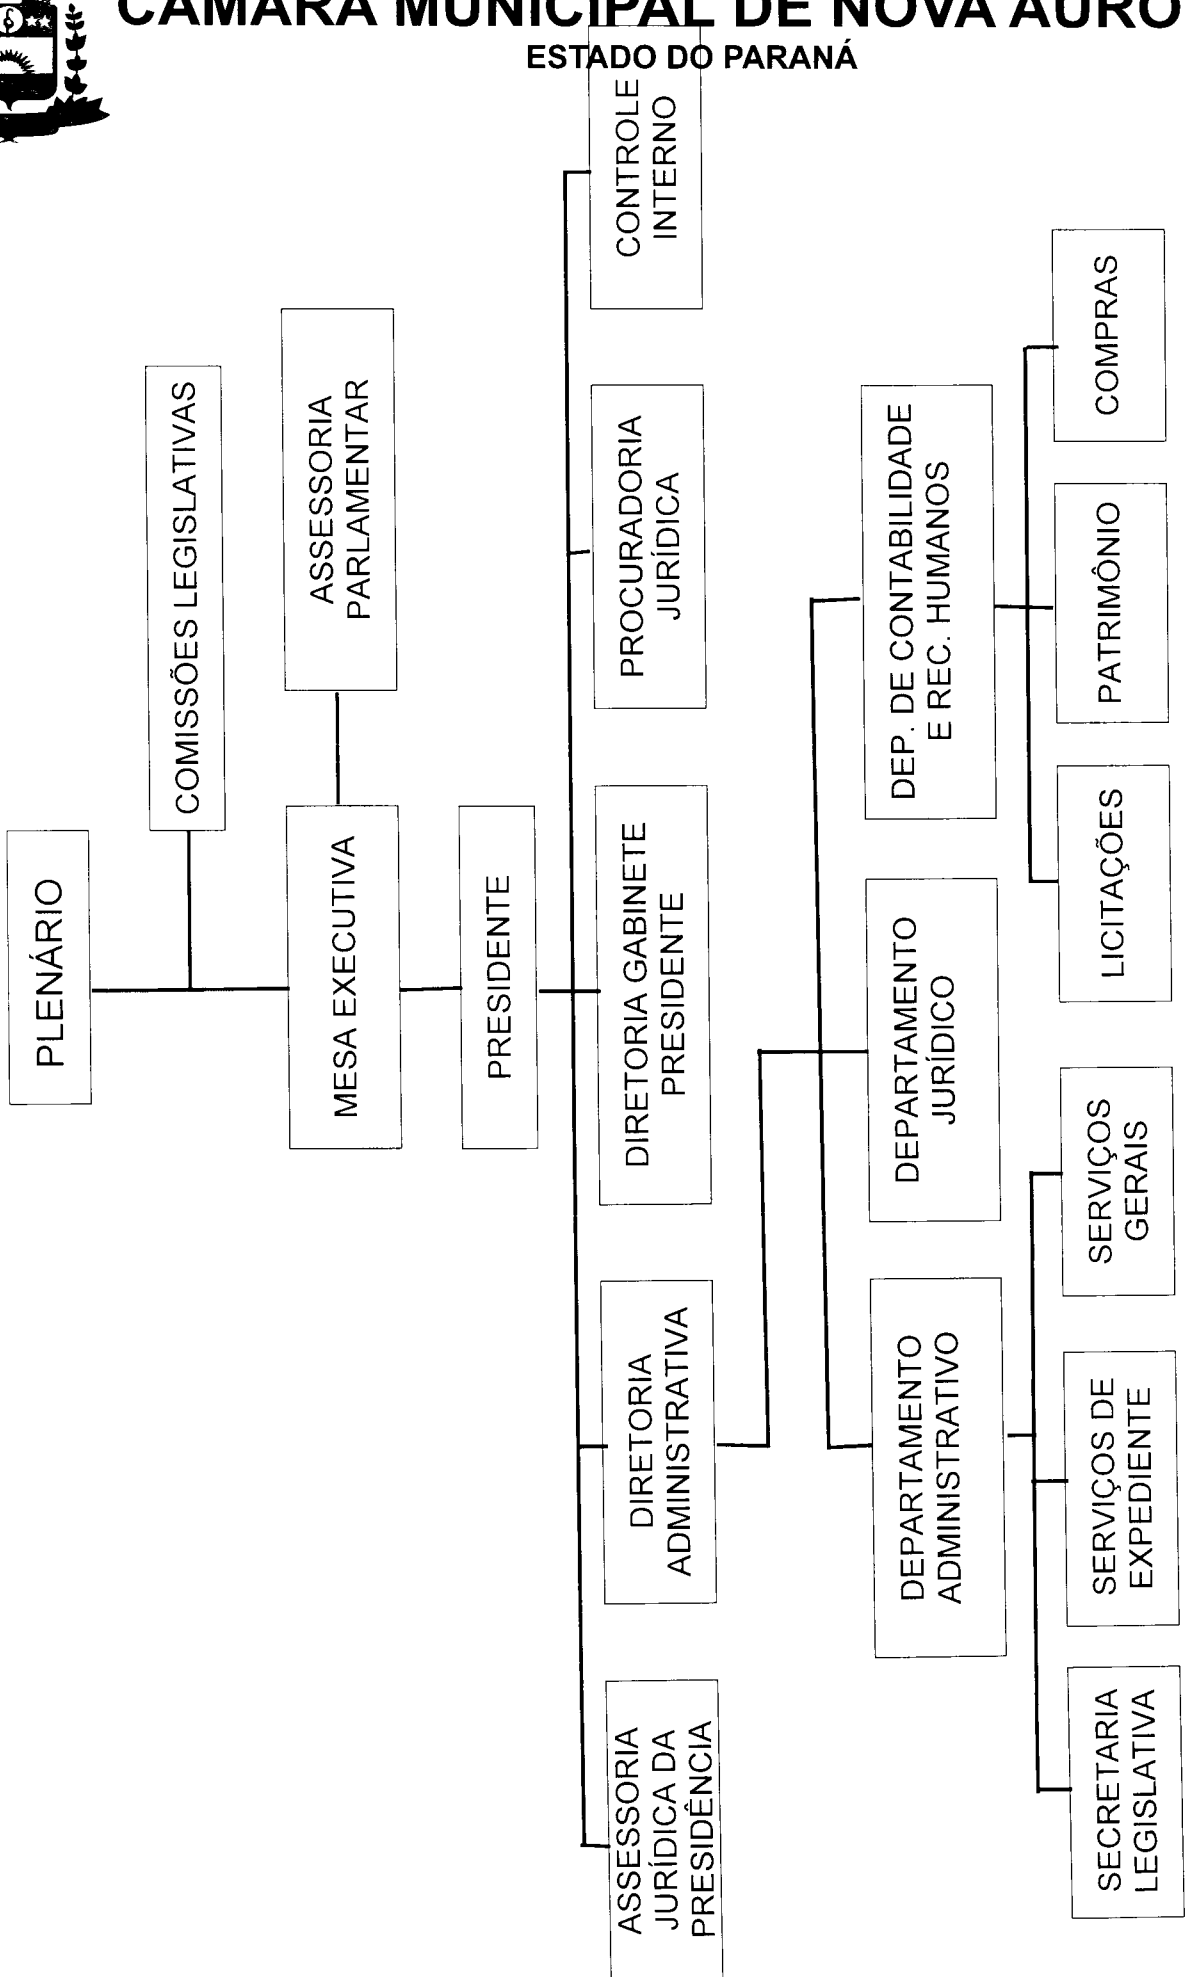 CÂMARA MUNICIPAL DE NOVA AURO
ESTADO DO PARANÁ
PLENÁRIO
COMISSÕES LEGISLATIVAS
MESA EXECUTIVA
ASSESSORIA
PARLAMENTAR
PRESIDENTE
ASSESSORIA
JURÍDICA DA
PRESIDÊNCIA
DIRETORIA
ADMINISTRATIVA
DIRETORIA GABINETE
PRESIDENTE
PROCURADORIA
JURÍDICA
CONTROLE
INTERNO
DEPARTAMENTO
ADMINISTRATIVO
DEPARTAMENTO
JURÍDICO
DEP. DE CONTABILIDADE
E REC. HUMANOS
SECRETARIA
LEGISLATIVA
SERVIÇOS DE
EXPEDIENTE
SERVIÇOS
GERAIS
LICITAÇÕES
PATRIMÔNIO
COMPRAS